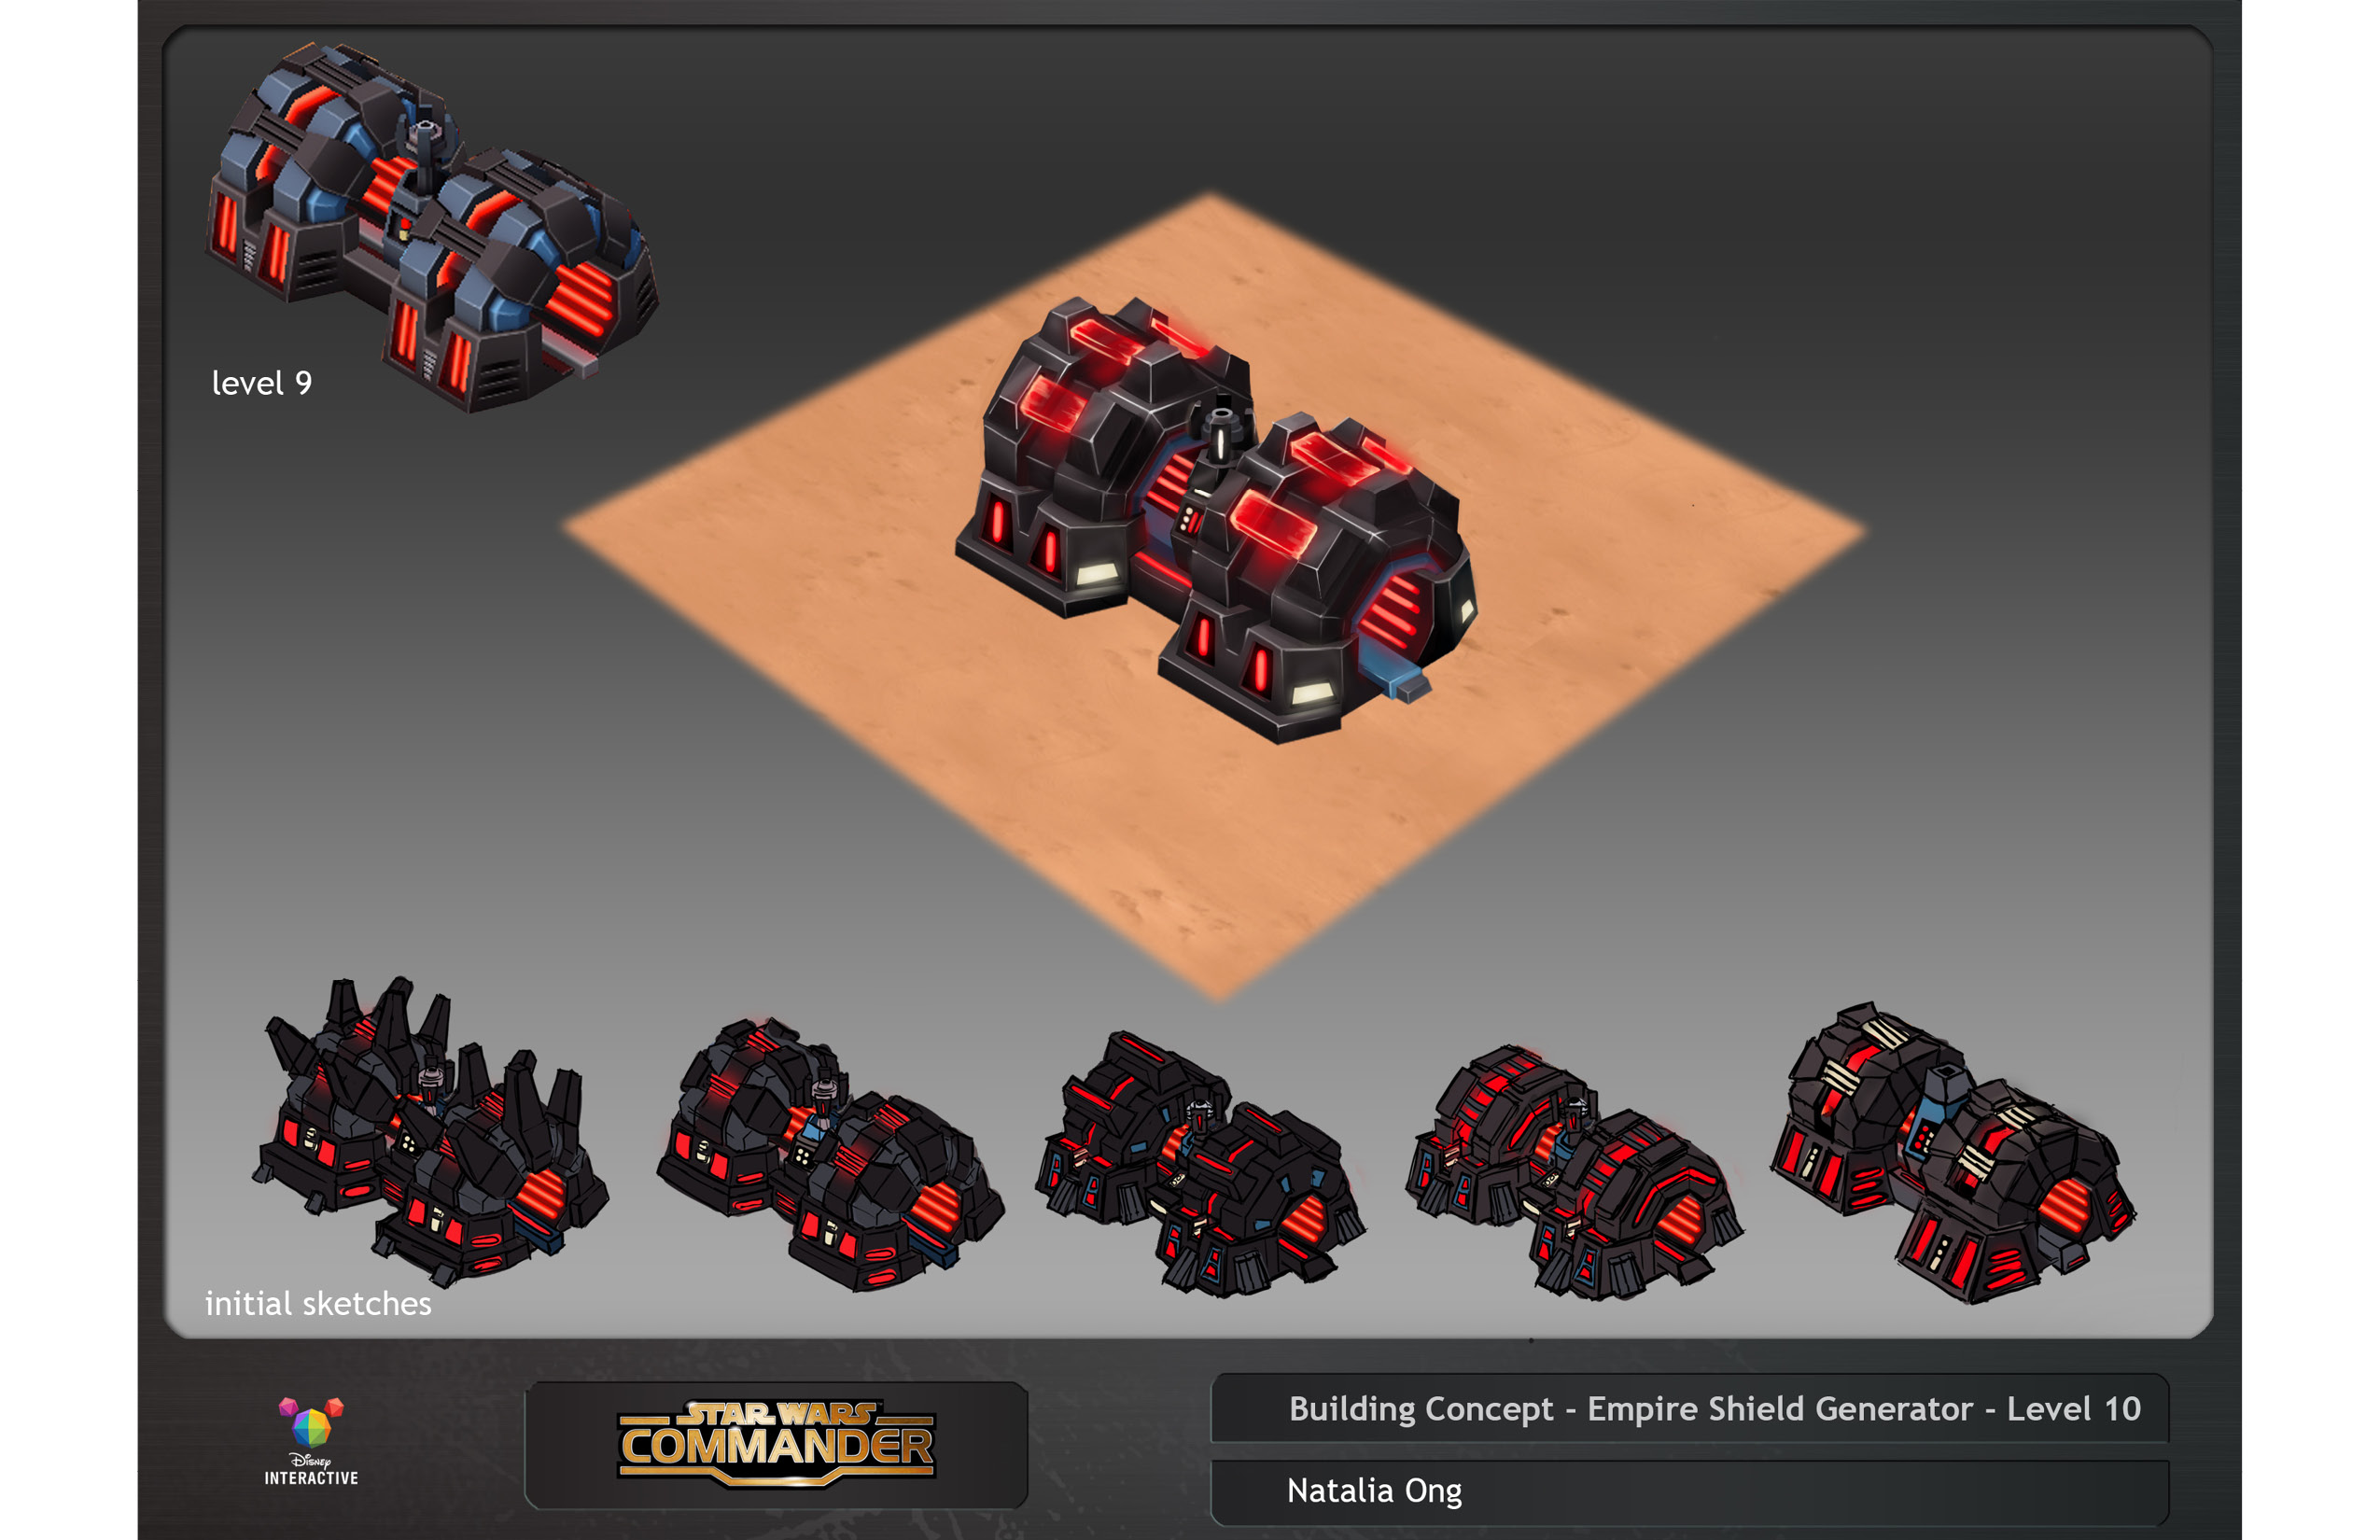 level 9
initial sketches
Disney
INTERACTIVE
STAR WARS
COMMANDER
Building Concept - Empire Shield Generator - Level 10
Natalia Ong